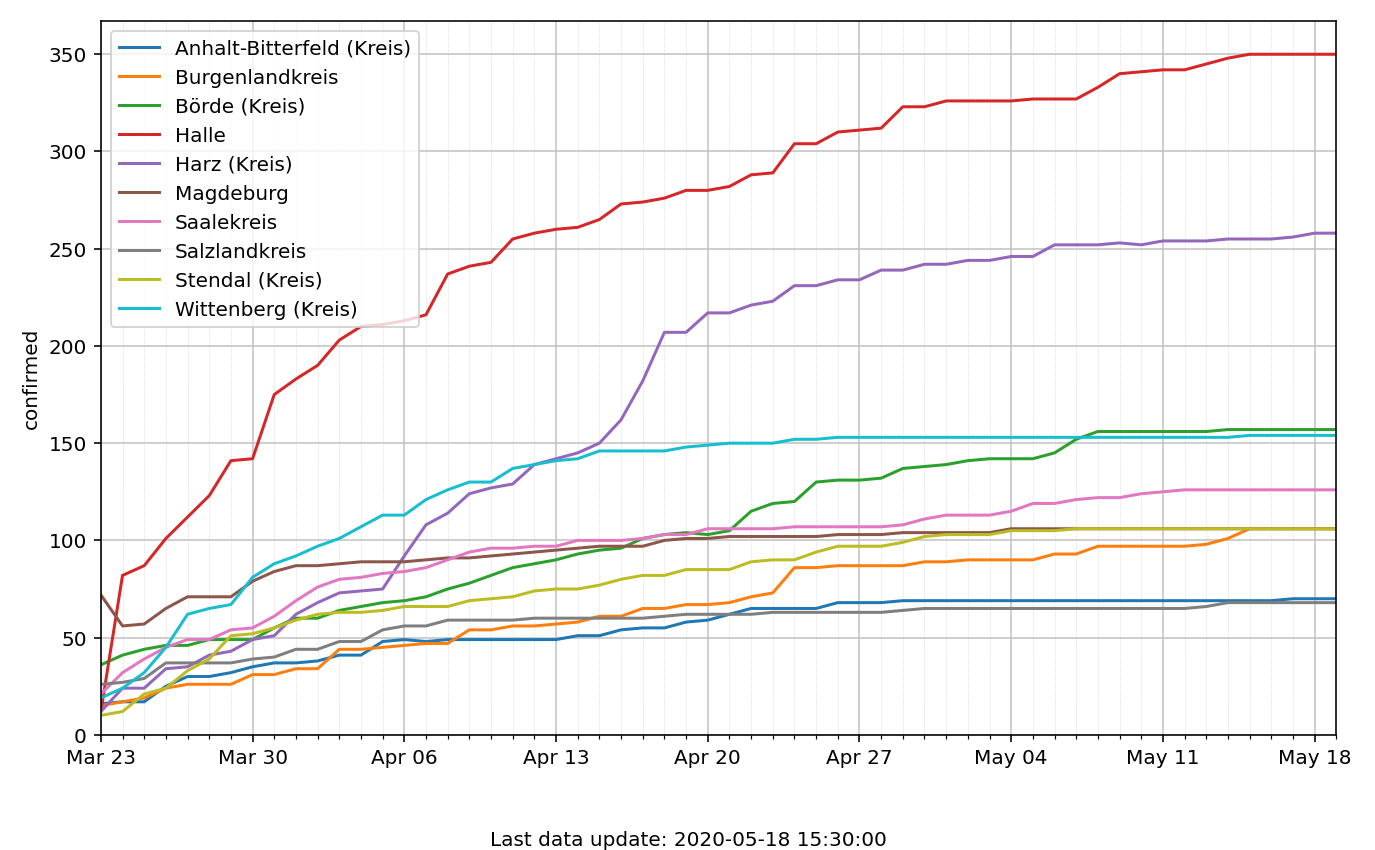 350
300
250
200
150
100
50
0
confirmed
Anhalt-Bitterfeld (Kreis)
Burgenlandkreis
Börde (Kreis)
Halle
Harz (Kreis)
Magdeburg
Saalekreis
Salzlandkreis
Stendal (Kreis)
Wittenberg (Kreis)
Mar 23 Mar 30 Apr 06 Apr 13 Apr 20 Apr 27 May 04 May 11 May 18
Last data update: 2020-05-18 15:30:00